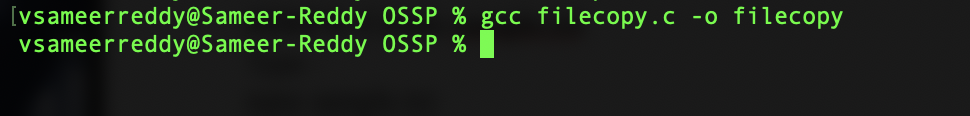 [vsameerreddy@Sameer-Reddy OSSP % gcc filecopy.c -o filecopy
vsameerreddy@Sameer-Reddy OSSP %